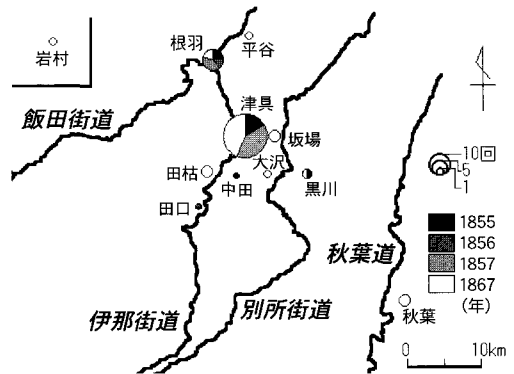 岩村
根羽
平谷
飯田街道
津具
坂場
大沢
田枯
中田
黒川
田口
秋葉道
伊那街道
別所街道
秋葉
10回
5
1
1855
1856
1857
1867
(年)
0 10km